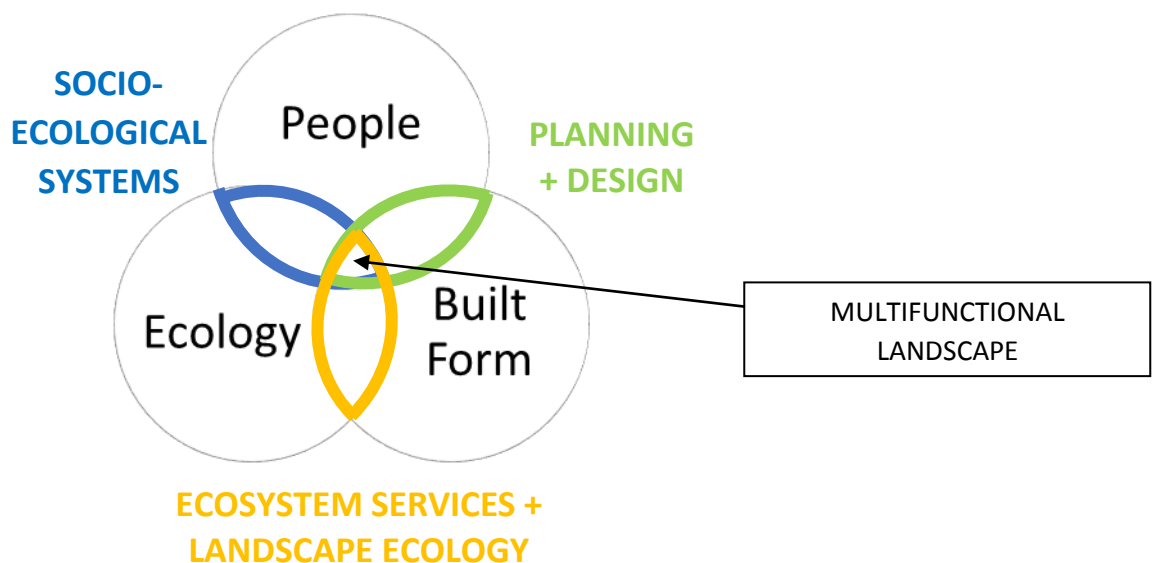 SOCIO-
ECOLOGICAL
SYSTEMS
People
PLANNING
+ DESIGN
Ecology
Built
Form
MULTIFUNCTIONAL
LANDSCAPE
ECOSYSTEM SERVICES +
LANDSCAPE ECOLOGY